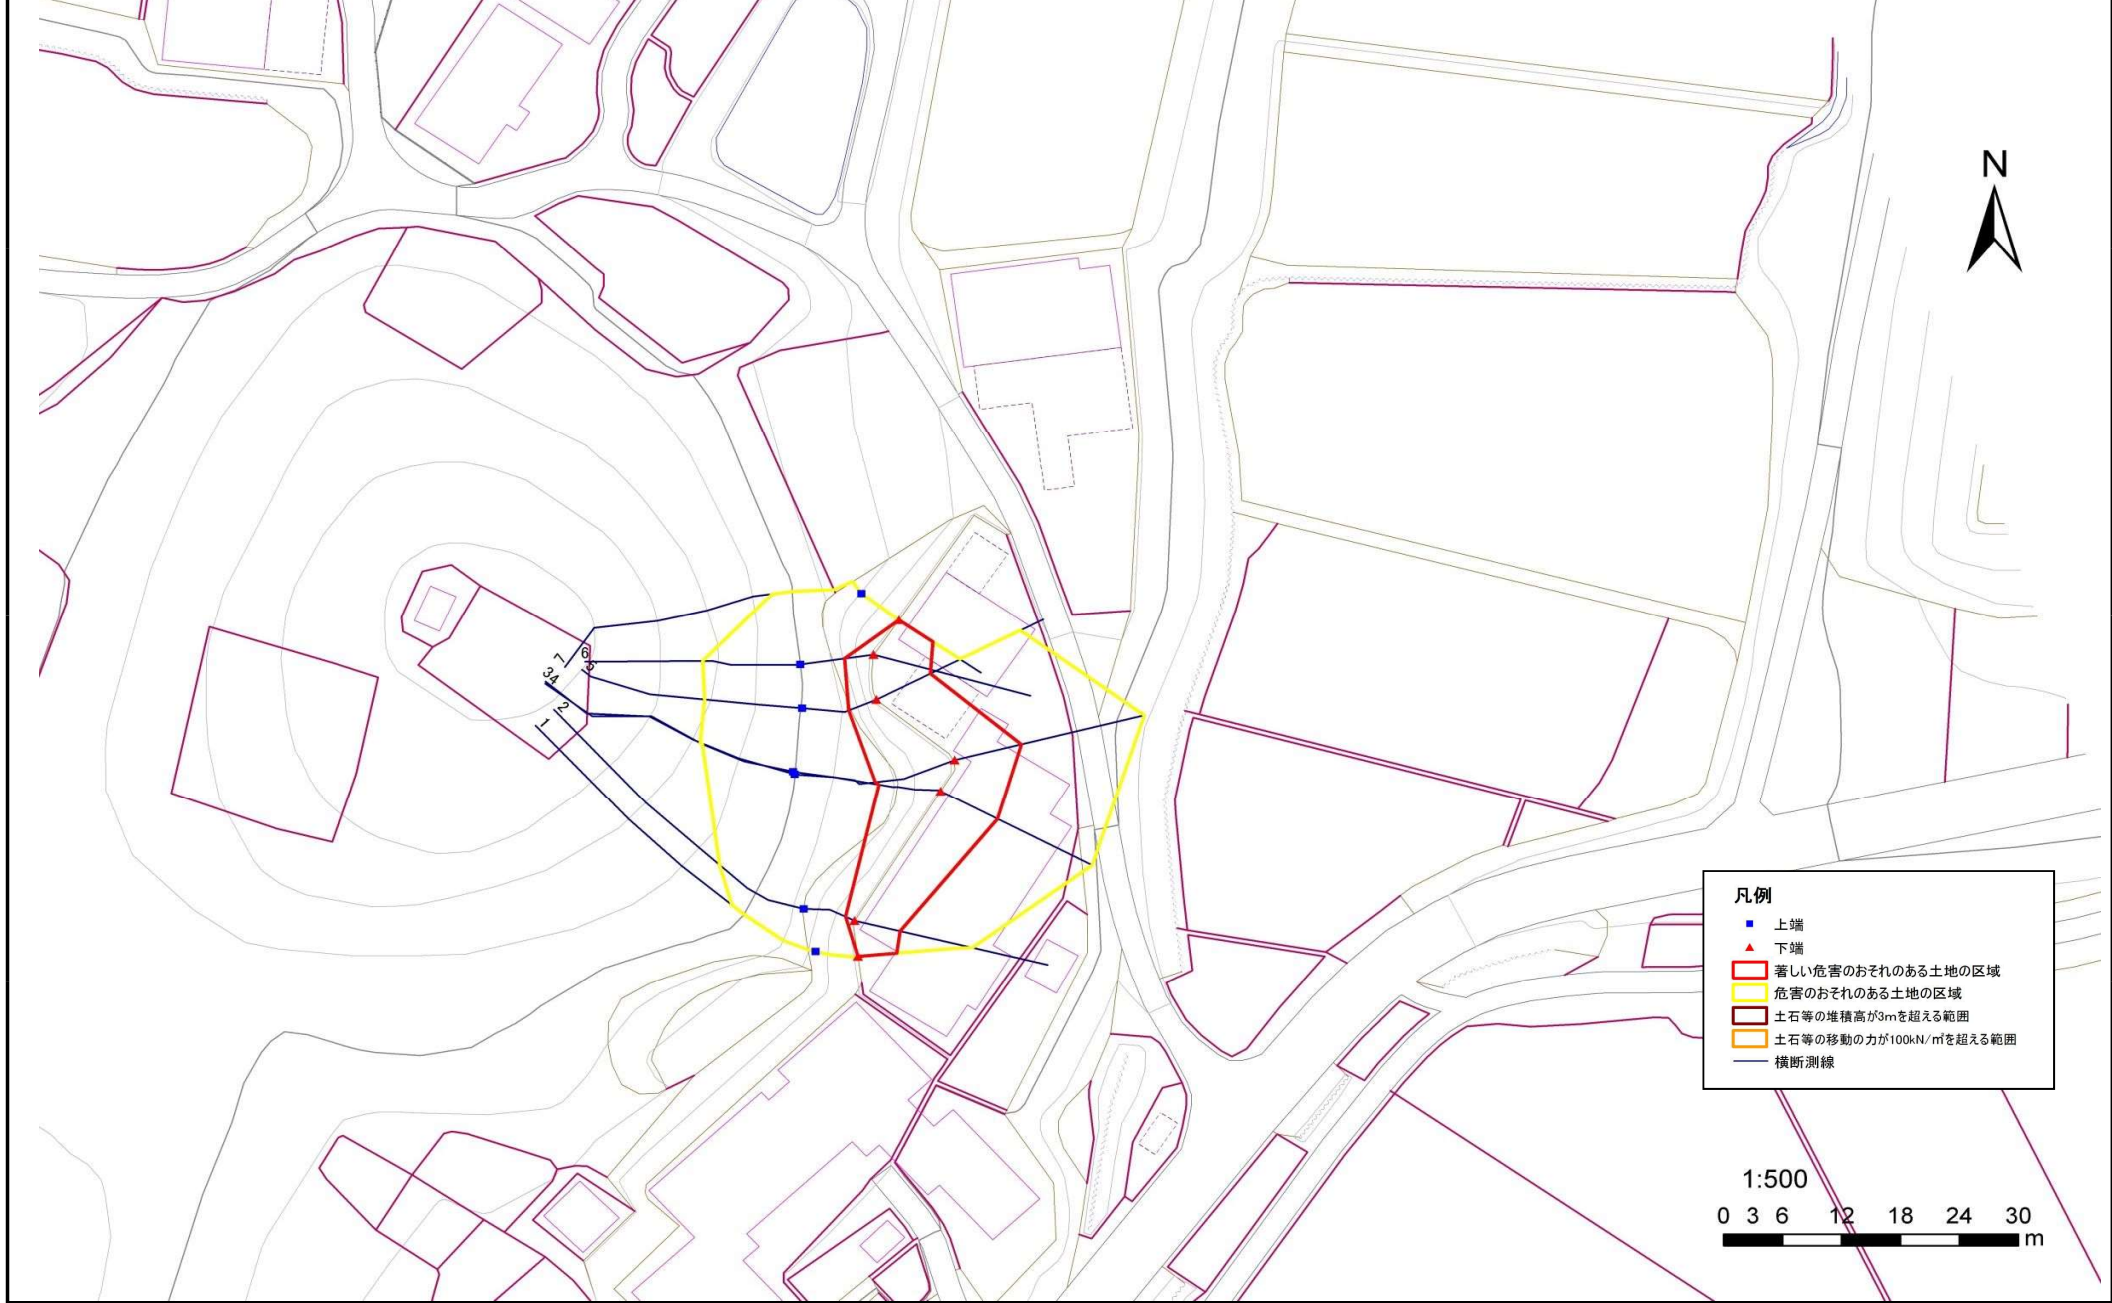 N
7
6
5
34
2
1
凡例
上端
下端
著しい危害のおそれのある土地の区域
危害のおそれのある土地の区域
土石等の堆積高が3mを超える範囲
土石等の移動の力が100kN/㎡を超える範囲
横断測線
1:500
0 3 6 12 18 24 30
m